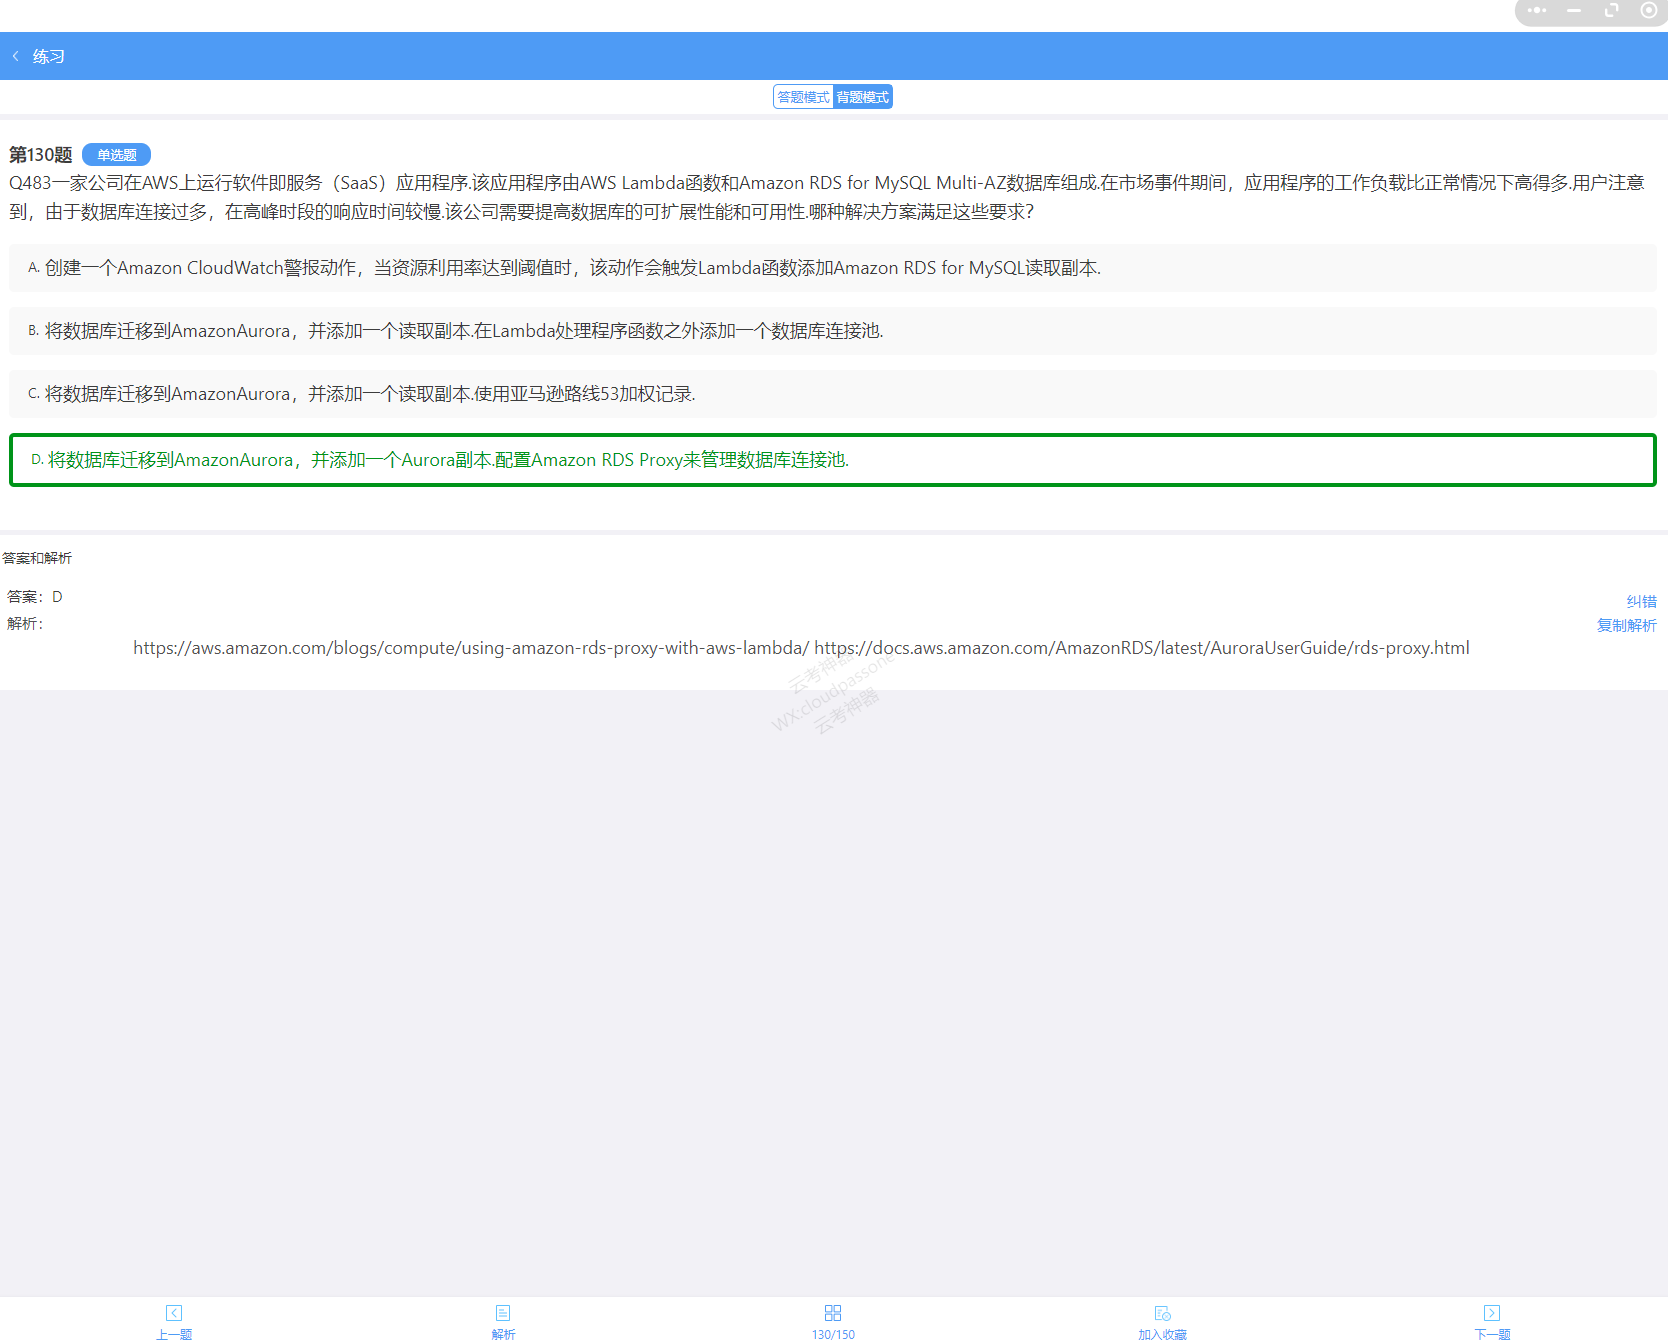 练习
答题模式 背题模式
第130题 单选题
Q483一家公司在AWS上运行软件即服务（SaaS）应用程序.该应用程序由AWS Lambda函数和Amazon RDS for MySQL Multi-AZ数据库组成.在市场事件期间，应用程序的工作负载比正常情况下高得多.用户注意
到，由于数据库连接过多，在高峰时段的响应时间较慢.该公司需要提高数据库的可扩展性能和可用性.哪种解决方案满足这些要求？
A. 创建一个Amazon CloudWatch警报动作，当资源利用率达到阈值时，该动作会触发Lambda函数添加Amazon RDS for MySQL读取副本.
B. 将数据库迁移到AmazonAurora，并添加一个读取副本.在Lambda处理程序函数之外添加一个数据库连接池.
C. 将数据库迁移到AmazonAurora，并添加一个读取副本.使用亚马逊路线53加权记录.
D. 将数据库迁移到AmazonAurora，并添加一个Aurora副本.配置Amazon RDS Proxy来管理数据库连接池.
答案和解析
答案：D
纠错
解析：
复制解析
https://aws.amazon.com/blogs/compute/using-amazon-rds-proxy-with-aws-lambda/ https://docs.aws.amazon.com/AmazonRDS/latest/AuroraUserGuide/rds-proxy.html
云考神器
WX:cloudpassone
云考神器
上一题 解析 130/150 加入收藏 下一题